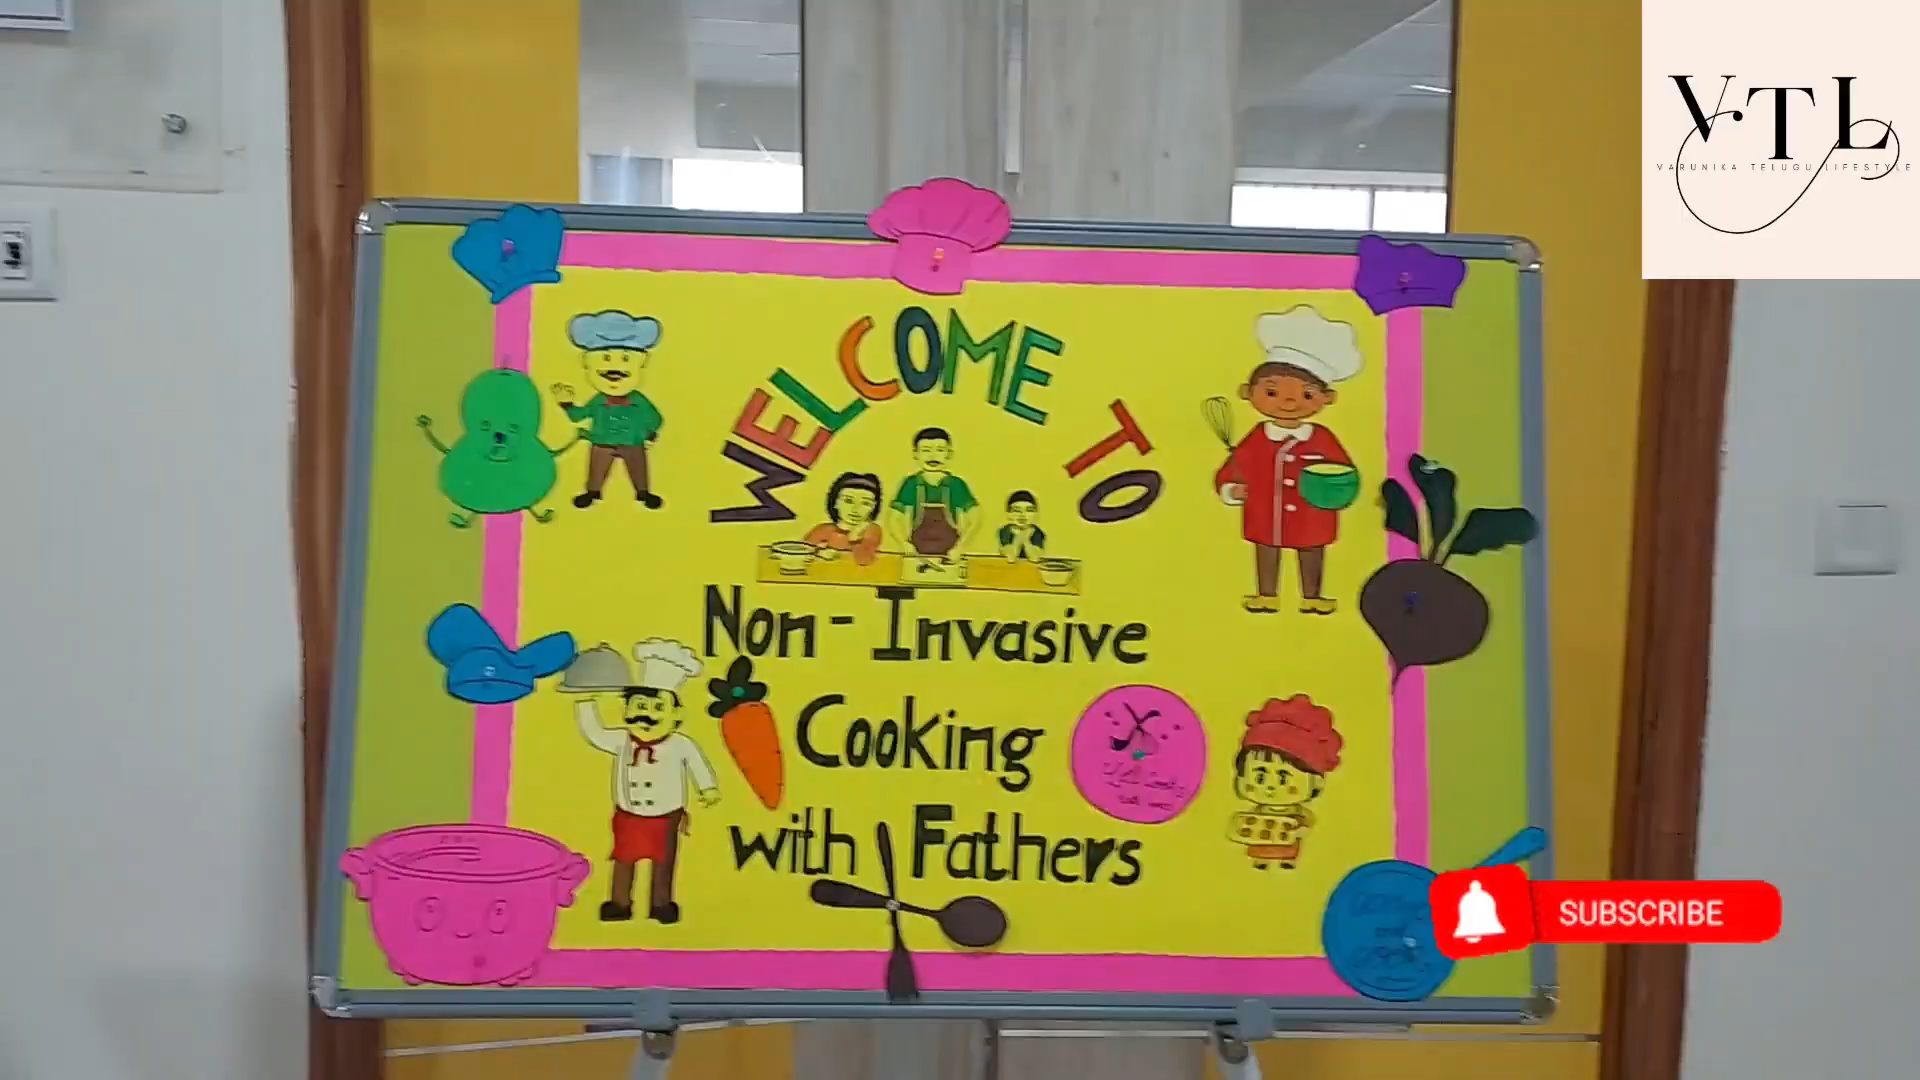 VTL
VARUNIKA TELUGU LIFESTYLE
WELCOME TO
Non-Invasive
Cooking
with Fathers
SUBSCRIBE